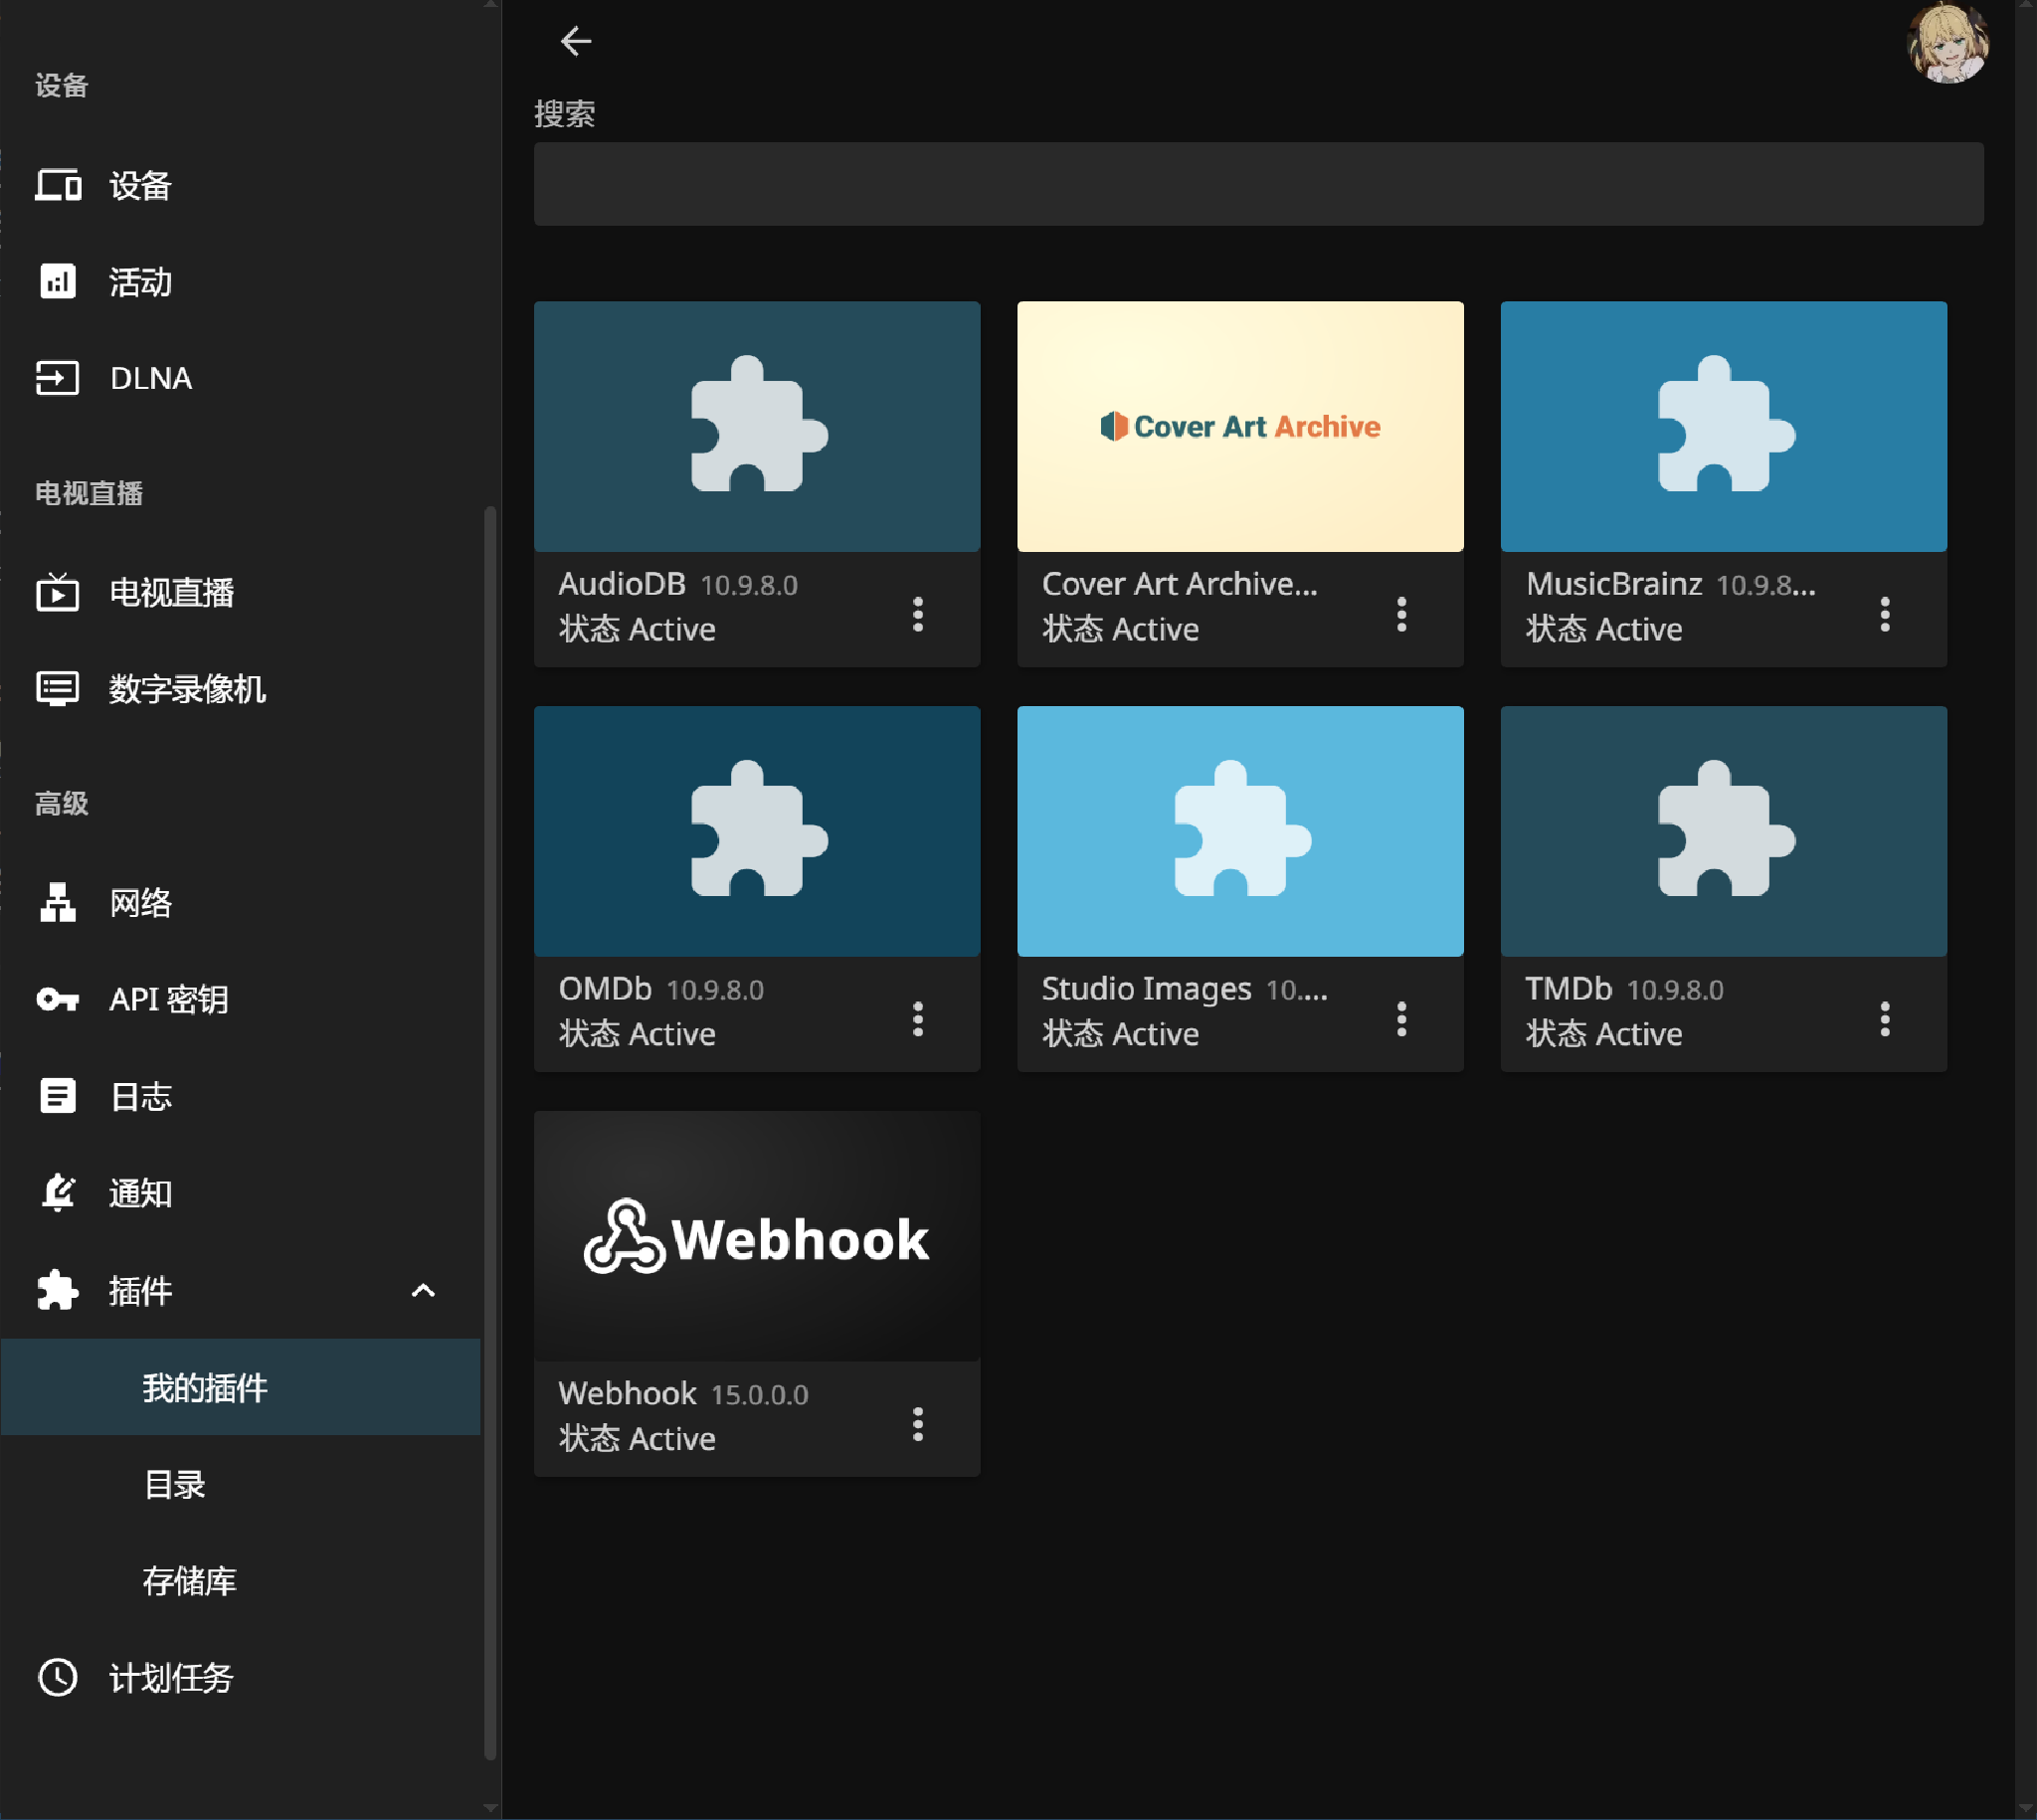 设备
设备
活动
DLNA
电视直播
电视直播
数字录像机
高级
网络
API 密钥
日志
通知
插件
我的插件
目录
存储库
计划任务
搜索
Cover Art Archive
AudioDB 10.9.8.0
状态 Active
Cover Art Archive...
状态 Active
MusicBrainz 10.9.8...
状态 Active
OMDb 10.9.8.0
状态 Active
Studio Images 10....
状态 Active
TMDb 10.9.8.0
状态 Active
Webhook
Webhook 15.0.0.0
状态 Active